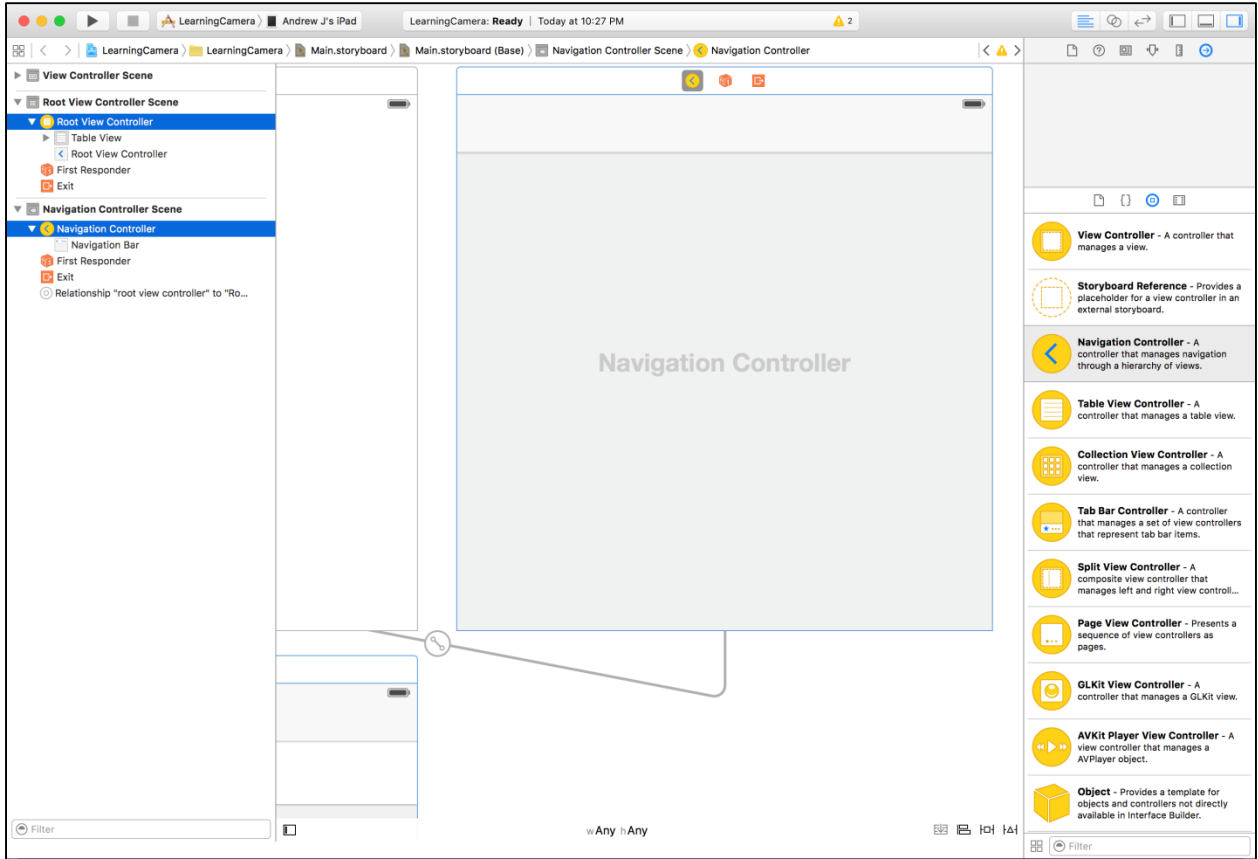 LearningCamera
Andrew J's iPad
LearningCamera: Ready | Today at 10:27 PM
2
LearningCamera
LearningCamera
Main.storyboard
Main.storyboard (Base)
Navigation Controller Scene
Navigation Controller
View Controller Scene
Root View Controller Scene
Root View Controller
Table View
Root View Controller
First Responder
Exit
Navigation Controller Scene
Navigation Controller
Navigation Bar
First Responder
Exit
Relationship "root view controller" to "Ro...
Filter
Navigation Controller
wAny hAny
View Controller - A controller that
manages a view.
Storyboard Reference - Provides a
placeholder for a view controller in an
external storyboard.
Navigation Controller - A
controller that manages navigation
through a hierarchy of views.
Table View Controller - A
controller that manages a table view.
Collection View Controller - A
controller that manages a collection
view.
Tab Bar Controller - A controller
that manages a set of view controllers
that represent tab bar items.
Split View Controller - A
composite view controller that
manages left and right view controll...
Page View Controller - Presents a
sequence of view controllers as
pages.
GLKit View Controller - A
controller that manages a GLKit view.
AVKit Player View Controller - A
view controller that manages a
AVPlayer object.
Object - Provides a template for
objects and controllers not directly
available in Interface Builder.
Filter